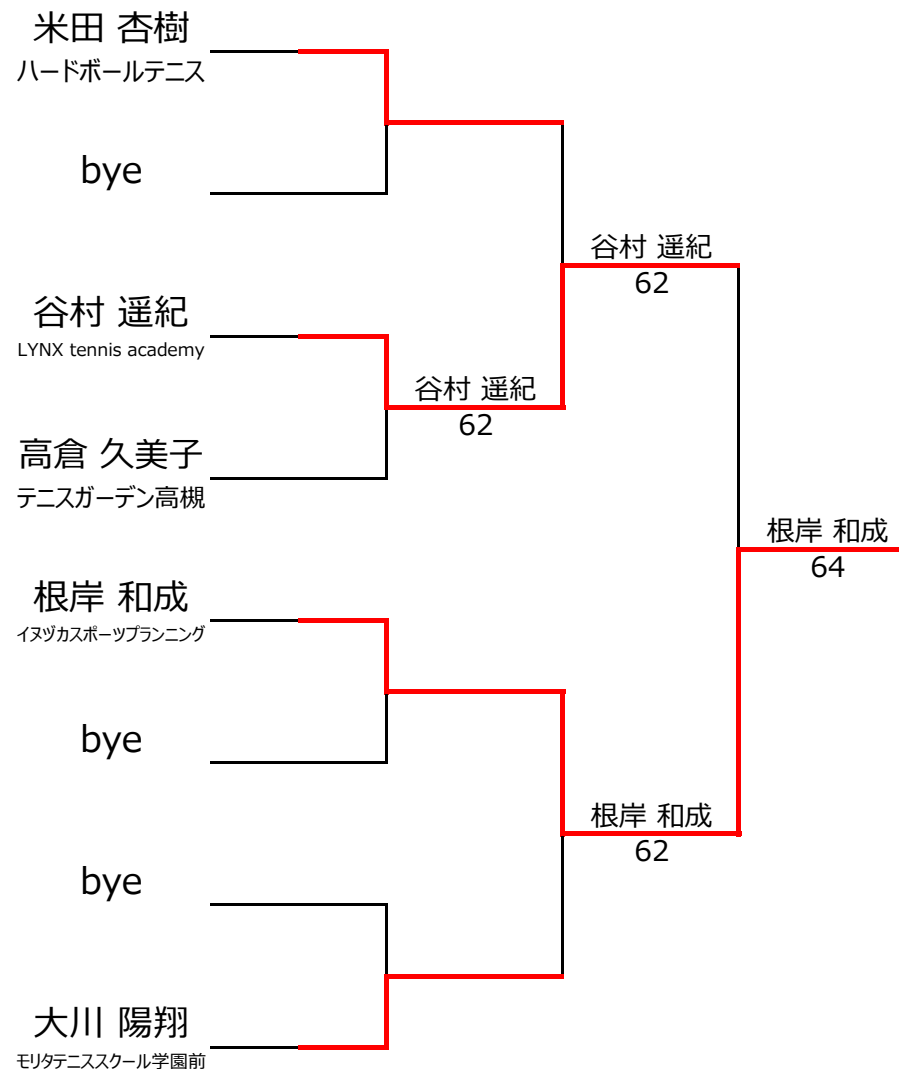 米田 杏樹
ハードボールテニス
bye
谷村 遥紀
62
谷村 遥紀
LYNX tennis academy
谷村 遥紀
62
高倉 久美子
テニスガーデン高槻
根岸 和成
64
根岸 和成
イヌヅカスポーツプランニング
bye
根岸 和成
62
bye
大川 陽翔
モリタテニススクール学園前